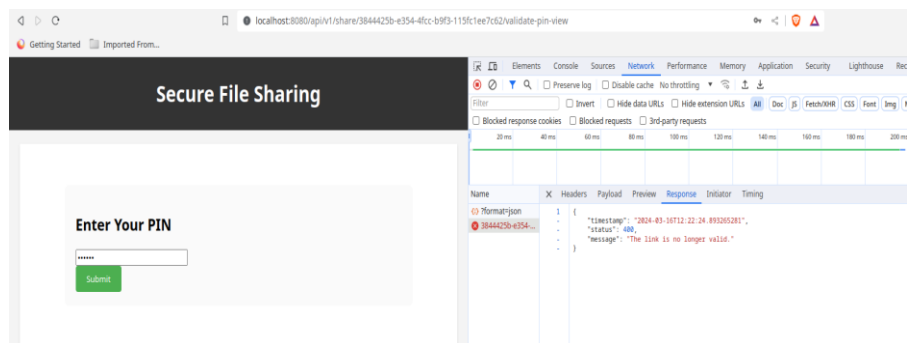 localhost:8080/api/v1/share/3844425b-e354-4fcc-b9f3-115fc1ee7c62/validate-pin-view
Getting Started Imported From...
Secure File Sharing
Enter Your PIN
••••••
Submit
Elements Console Sources Network Performance Memory Application Security Lighthouse Rec
Preserve log Disable cache No throttling
Filter Invert Hide data URLs Hide extension URLs All Doc JS Fetch/XHR CSS Font Img
Blocked response cookies Blocked requests 3rd-party requests
20 ms 40 ms 60 ms 80 ms 100 ms 120 ms 140 ms 160 ms 180 ms 200 ms
Name X Headers Payload Preview Response Initiator Timing
?format=json
3844425b-e354-...
1 {
- "timestamp": "2024-03-16T12:22:24.893265281",
- "status": 400,
- "message": "The link is no longer valid."
- }